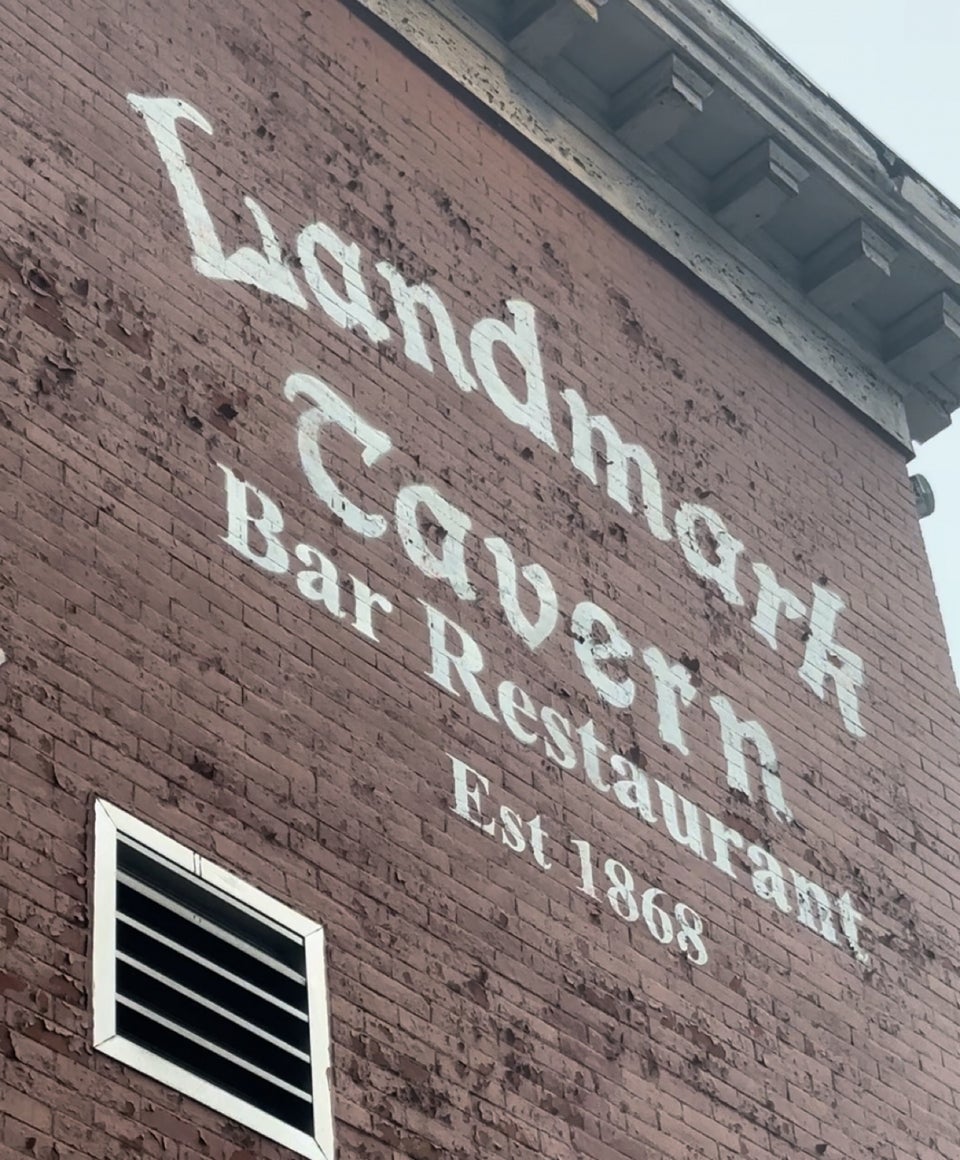 Landmark
Tavern
Bar Restaurant
Est 1868